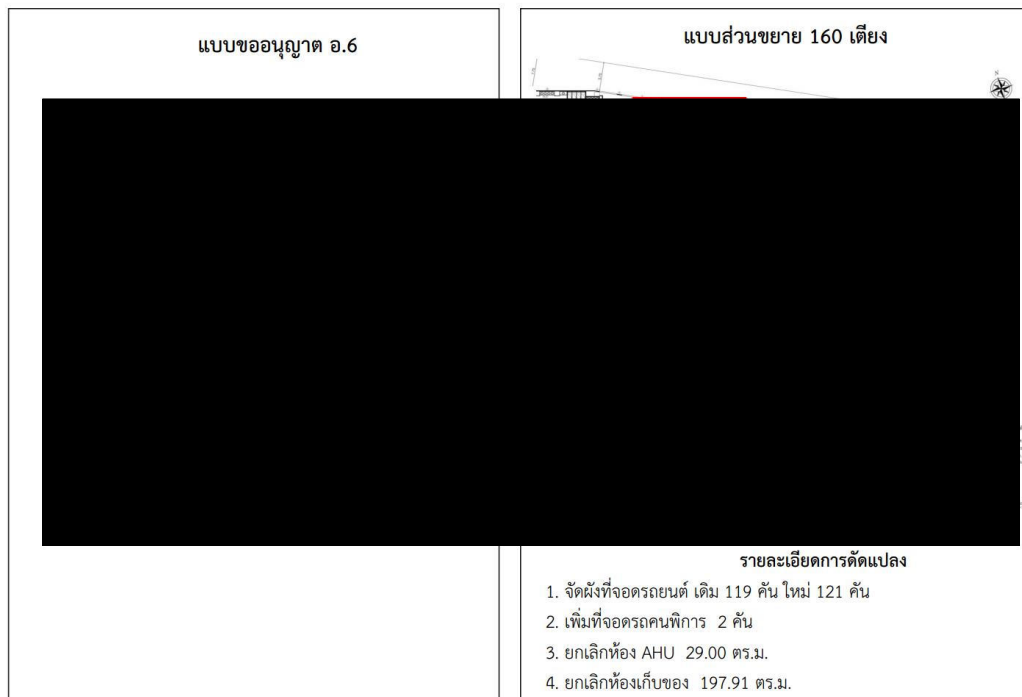 แบบขออนุญาต อ.6
แบบส่วนขยาย 160 เตียง
N
รายละเอียดการดัดแปลง
1. จัดผังที่จอดรถยนต์ เดิม 119 คัน ใหม่ 121 คัน
2. เพิ่มที่จอดรถคนพิการ 2 คัน
3. ยกเลิกห้อง AHU 29.00 ตร.ม.
4. ยกเลิกห้องเก็บของ 197.91 ตร.ม.